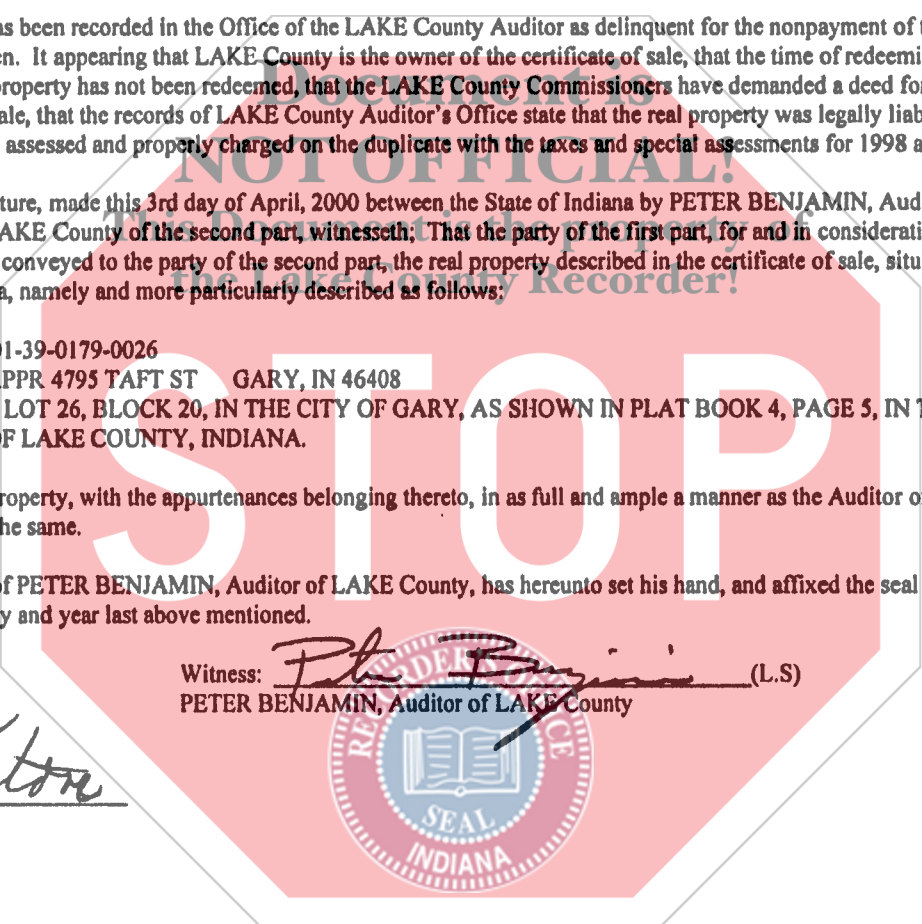 as been recorded in the Office of the LAKE County Auditor as delinquent for the nonpayment of
en. It appearing that LAKE County is the owner of the certificate of sale, that the time of redeemi
property has not been redeemed, that the LAKE County Commissioners have demanded a deed for
ale, that the records of LAKE County Auditor's Office state that the real property was legally liab
assessed and properly charged on the duplicate with the taxes and special assessments for 1998 a
Document is
NOT OFFICIAL!
This Document is the property of
the Lake County Recorder!
ture, made this 3rd day of April, 2000 between the State of Indiana by PETER BENJAMIN, Aud
AKE County of the second part, witnesseth; That the party of the first part, for and in considerati
conveyed to the party of the second part, the real property described in the certificate of sale, situ
a, namely and more particularly described as follows:
01-39-0179-0026
APPR 4795 TAFT ST GARY, IN 46408
LOT 26, BLOCK 20, IN THE CITY OF GARY, AS SHOWN IN PLAT BOOK 4, PAGE 5, IN T
OF LAKE COUNTY, INDIANA.
STOP
roperty, with the appurtenances belonging thereto, in as full and ample a manner as the Auditor o
he same.
of PETER BENJAMIN, Auditor of LAKE County, has hereunto set his hand, and affixed the seal
y and year last above mentioned.
Witness: Peter Benjamin (L.S)
PETER BENJAMIN, Auditor of LAKE County
RECORDER'S OFFICE
SEAL
INDIANA